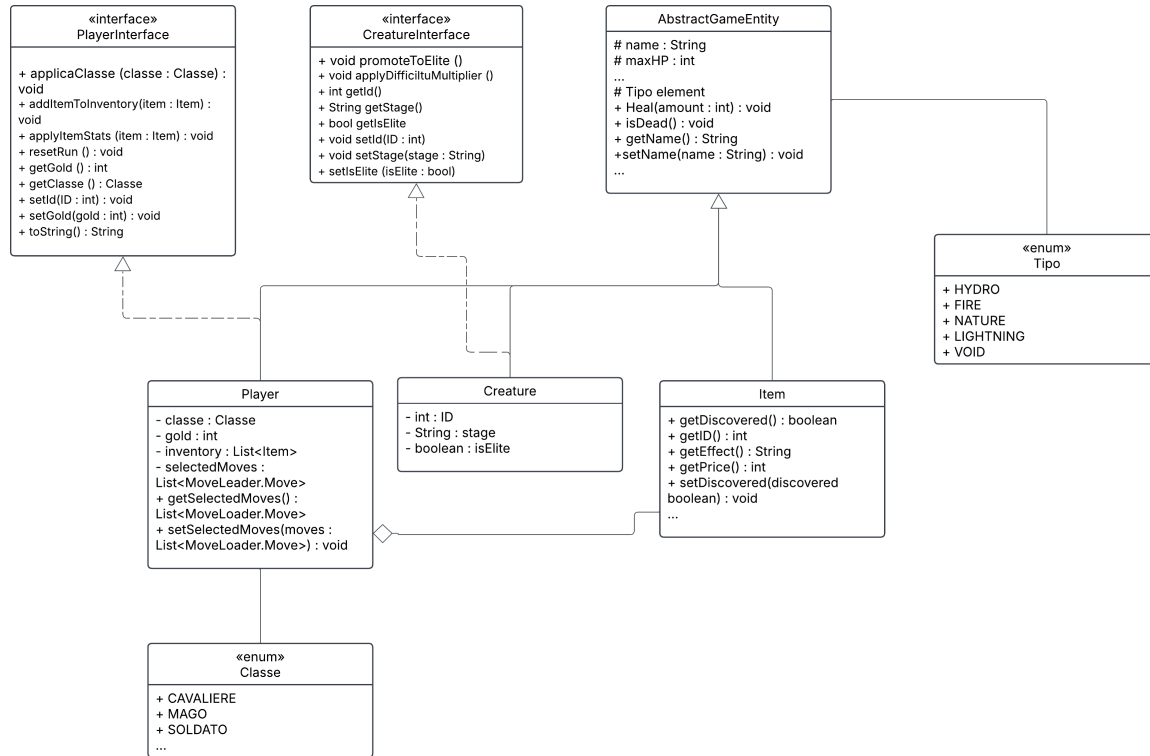 «interface»
PlayerInterface
+ applicaClasse (classe : Classe) :
void
+ addItemToInventory(item : Item) :
void
+ applyItemStats (item : Item) : void
+ resetRun () : void
+ getGold () : int
+ getClasse () : Classe
+ setId(ID : int) : void
+ setGold(gold : int) : void
+ toString() : String
«interface»
CreatureInterface
+ void promoteToElite ()
+ void applyDifficiltuMultiplier ()
+ int getId()
+ String getStage()
+ bool getIsElite
+ void setId(ID : int)
+ void setStage(stage : String)
+ setIsElite (isElite : bool)
AbstractGameEntity
# name : String
# maxHP : int
...
# Tipo element
+ Heal(amount : int) : void
+ isDead() : void
+ getName() : String
+setName(name : String) : void
...
«enum»
Tipo
+ HYDRO
+ FIRE
+ NATURE
+ LIGHTNING
+ VOID
Player
- classe : Classe
- gold : int
- inventory : List<Item>
- selectedMoves :
List<MoveLeader.Move>
+ getSelectedMoves() :
List<MoveLoader.Move>
+ setSelectedMoves(moves :
List<MoveLoader.Move>) : void
Creature
- int : ID
- String : stage
- boolean : isElite
Item
+ getDiscovered() : boolean
+ getID() : int
+ getEffect() : String
+ getPrice() : int
+ setDiscovered(discovered
boolean) : void
...
«enum»
Classe
+ CAVALIERE
+ MAGO
+ SOLDATO
...